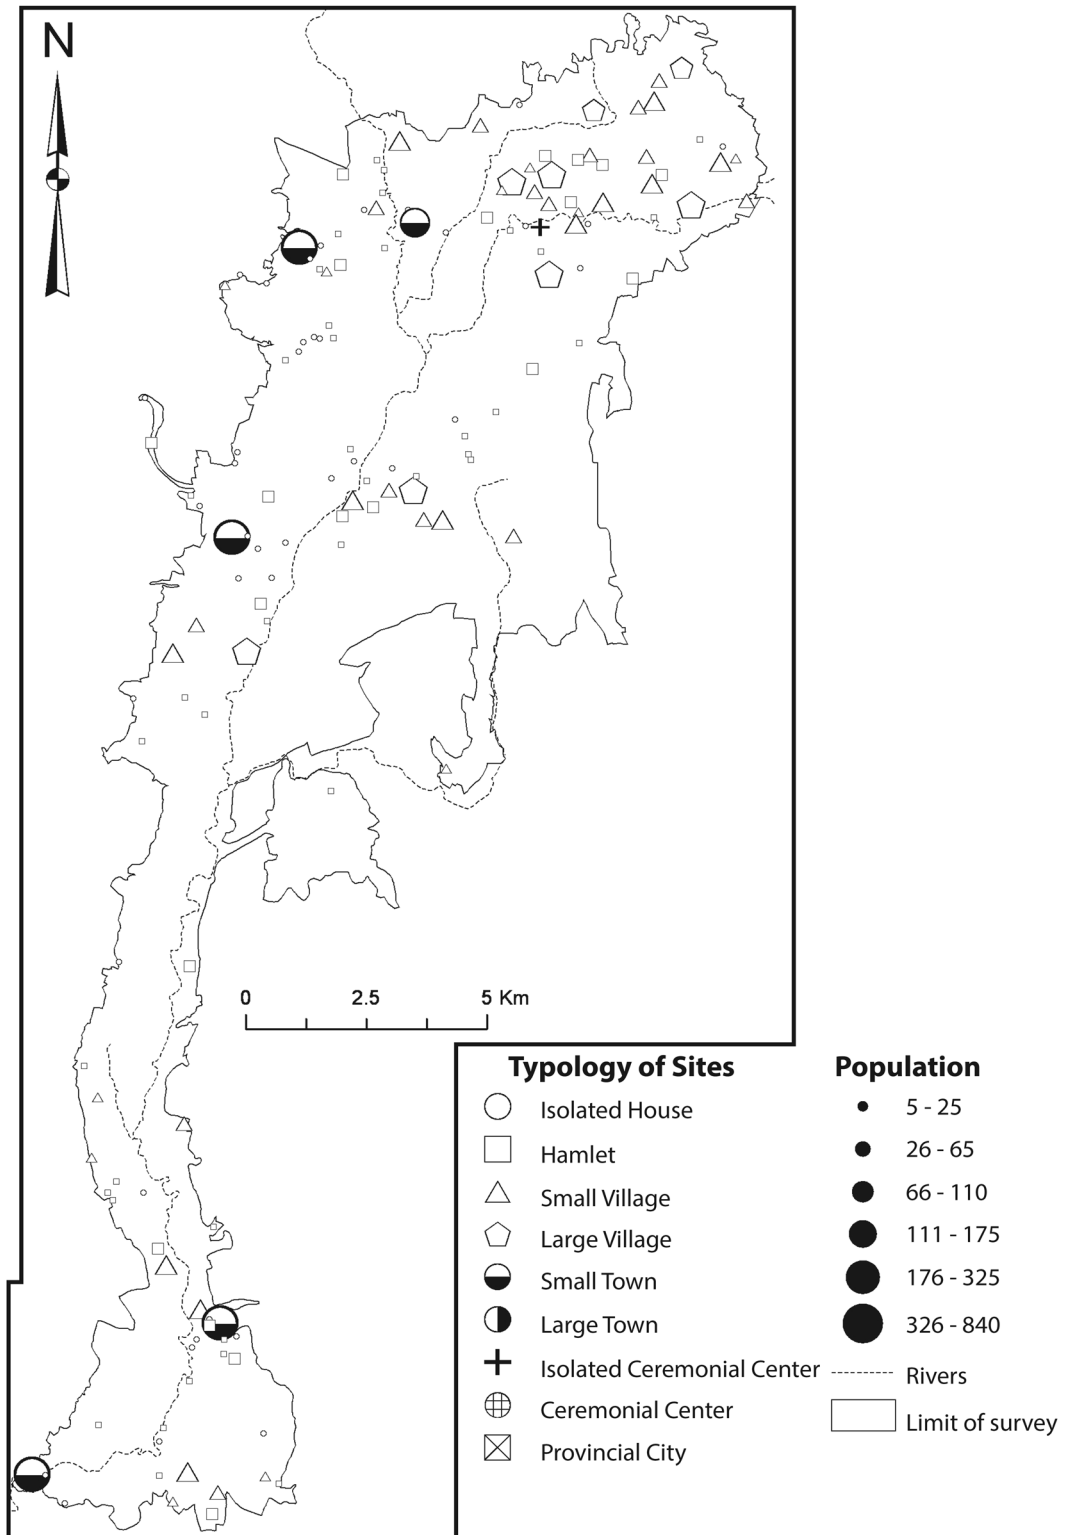 N
0 2.5 5 Km
Typology of Sites
Isolated House
Hamlet
Small Village
Large Village
Small Town
Large Town
Isolated Ceremonial Center
Ceremonial Center
Provincial City
Population
5 - 25
26 - 65
66 - 110
111 - 175
176 - 325
326 - 840
Rivers
Limit of survey